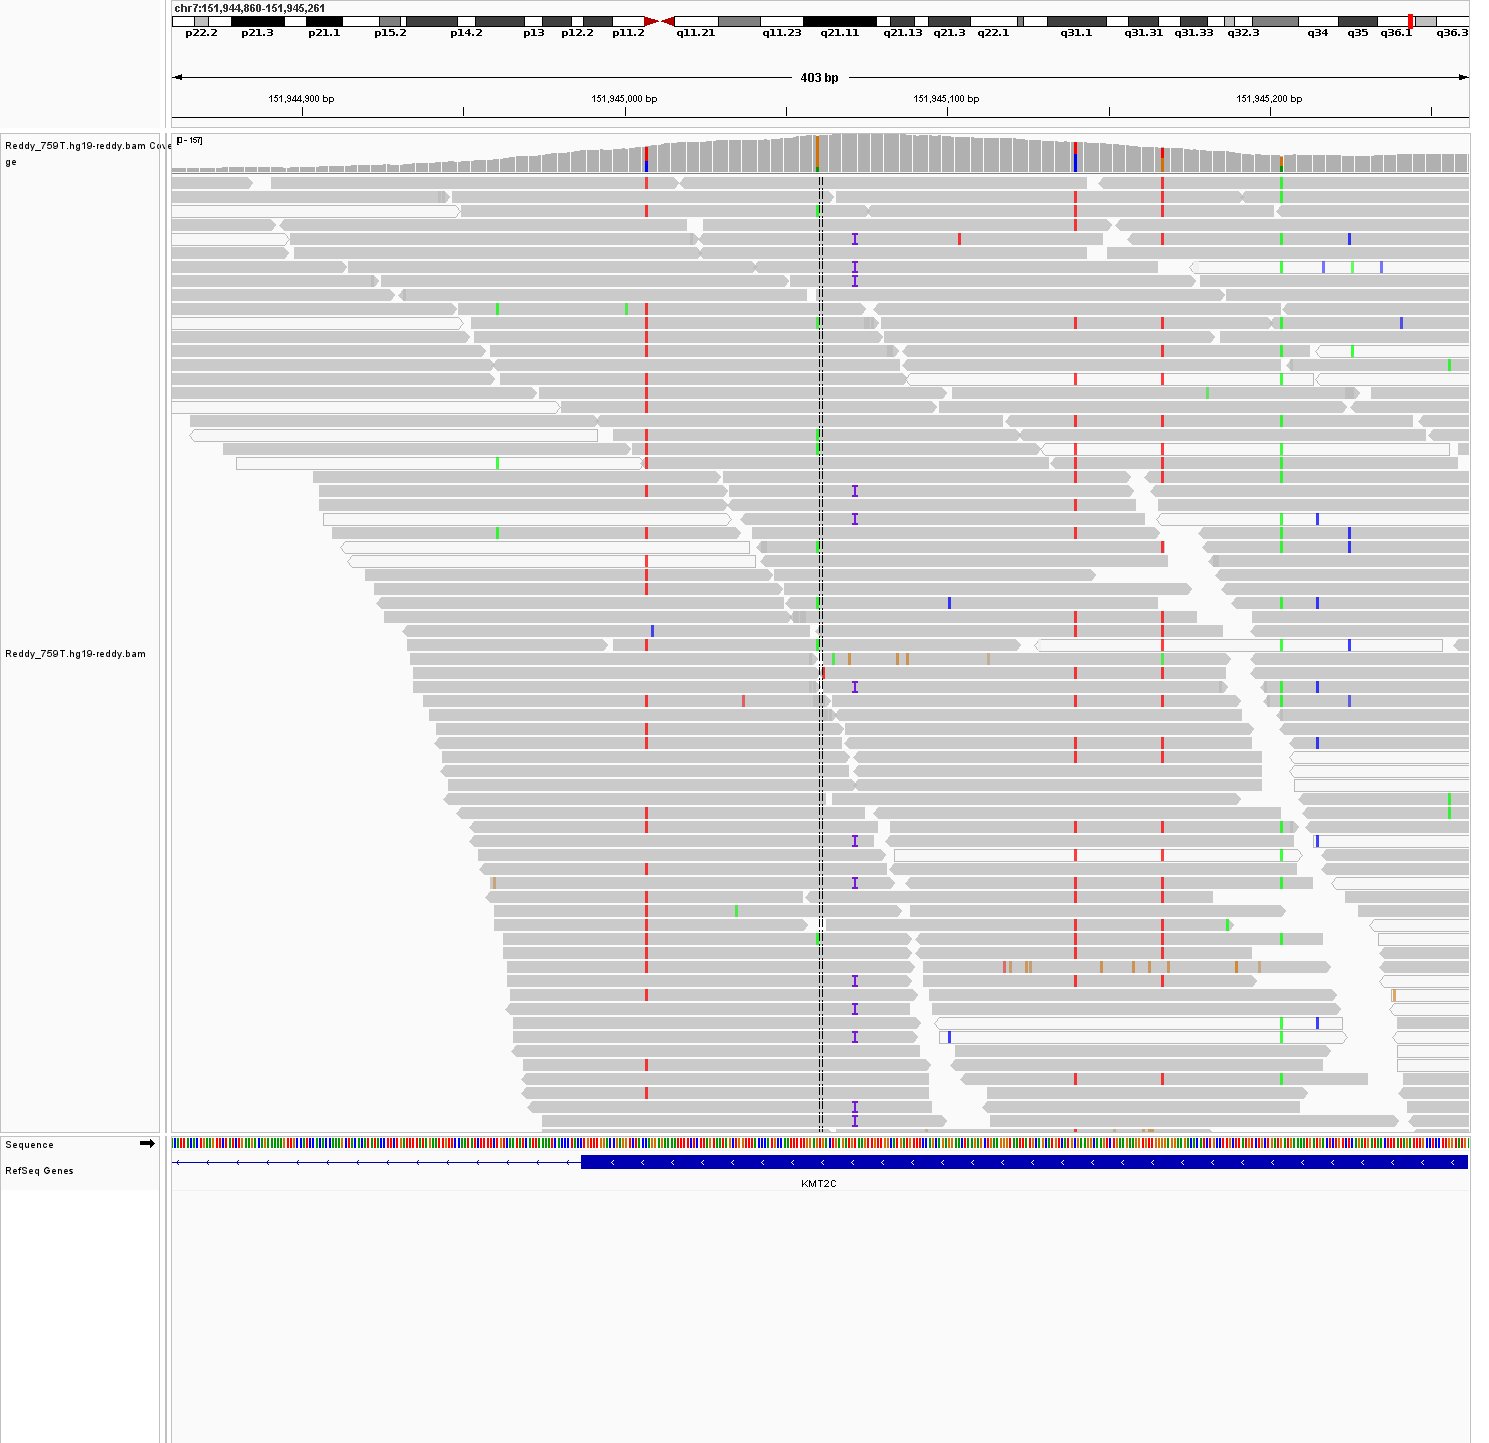 chr7:151,944,860-151,945,261
p22.2 p21.3 p21.1 p15.2 p14.2 p13 p12.2 p11.2 q11.21 q11.23 q21.11 q21.13 q21.3 q22.1 q31.1 q31.31 q31.33 q32.3 q34 q35 q36.1 q36.3
403 bp
151,944,900 bp 151,945,000 bp 151,945,100 bp 151,945,200 bp
Reddy_759T.hg19-reddy.bam Cove
ge
[0 - 157]
Reddy_759T.hg19-reddy.bam
Sequence
RefSeq Genes
KMT2C